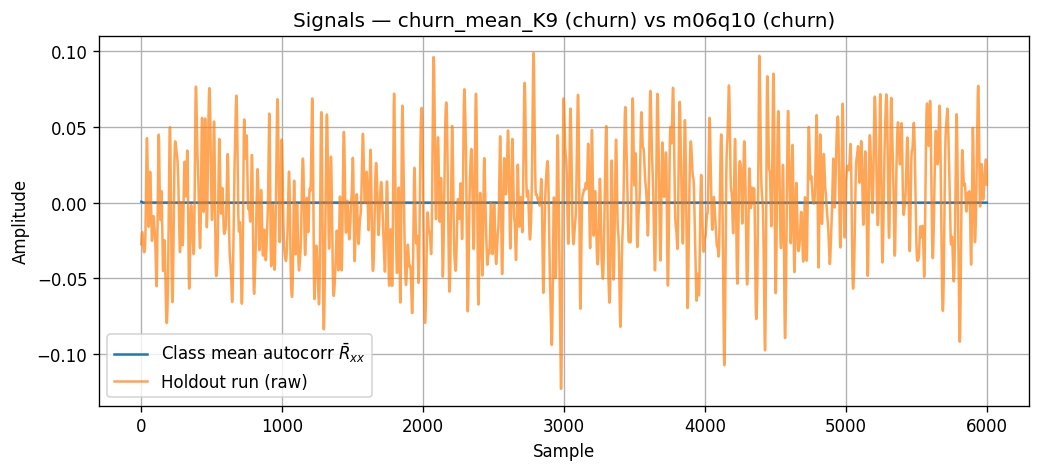 Signals — churn_mean_K9 (churn) vs m06q10 (churn)
Amplitude
0.10
0.05
0.00
−0.05
−0.10
Class mean autocorr R̄xx
Holdout run (raw)
0 1000 2000 3000 4000 5000 6000
Sample